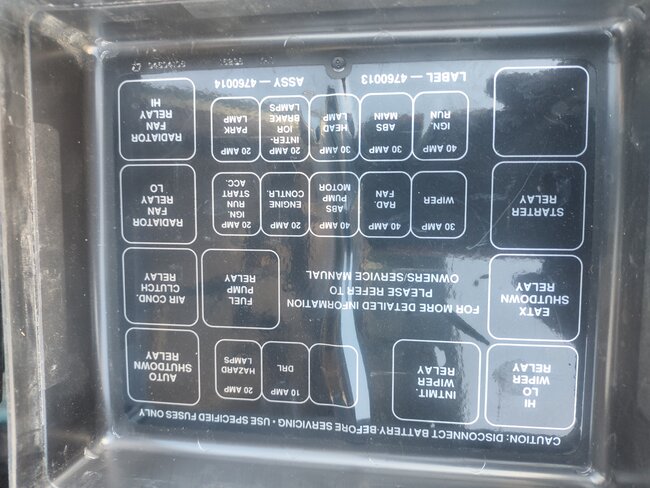 CAUTION: DISCONNECT BATTERY BEFORE SERVICING • USE SPECIFIED FUSES ONLY
HI
LO
WIPER
RELAY
INTMIT.
WIPER
RELAY
10 AMP
DRL
20 AMP
HAZARD
LAMPS
AUTO
SHUTDOWN
RELAY
EATX
SHUTDOWN
RELAY
FOR MORE DETAILED INFORMATION
PLEASE REFER TO
OWNERS/SERVICE MANUAL
FUEL
PUMP
RELAY
AIR COND.
CLUTCH
RELAY
STARTER
RELAY
30 AMP
WIPER
40 AMP
RAD.
FAN
40 AMP
ABS
PUMP
MOTOR
20 AMP
ENGINE
CONTLR.
20 AMP
IGN.
RUN
START
ACC.
RADIATOR
FAN
RELAY
LO
40 AMP
IGN.
RUN
30 AMP
ABS
MAIN
30 AMP
HEAD
LAMP
20 AMP
INTER-
IOR
BRAKE
LAMPS
20 AMP
PARK
LAMP
RADIATOR
FAN
RELAY
HI
LABEL — 4760013 ASSY — 4760014